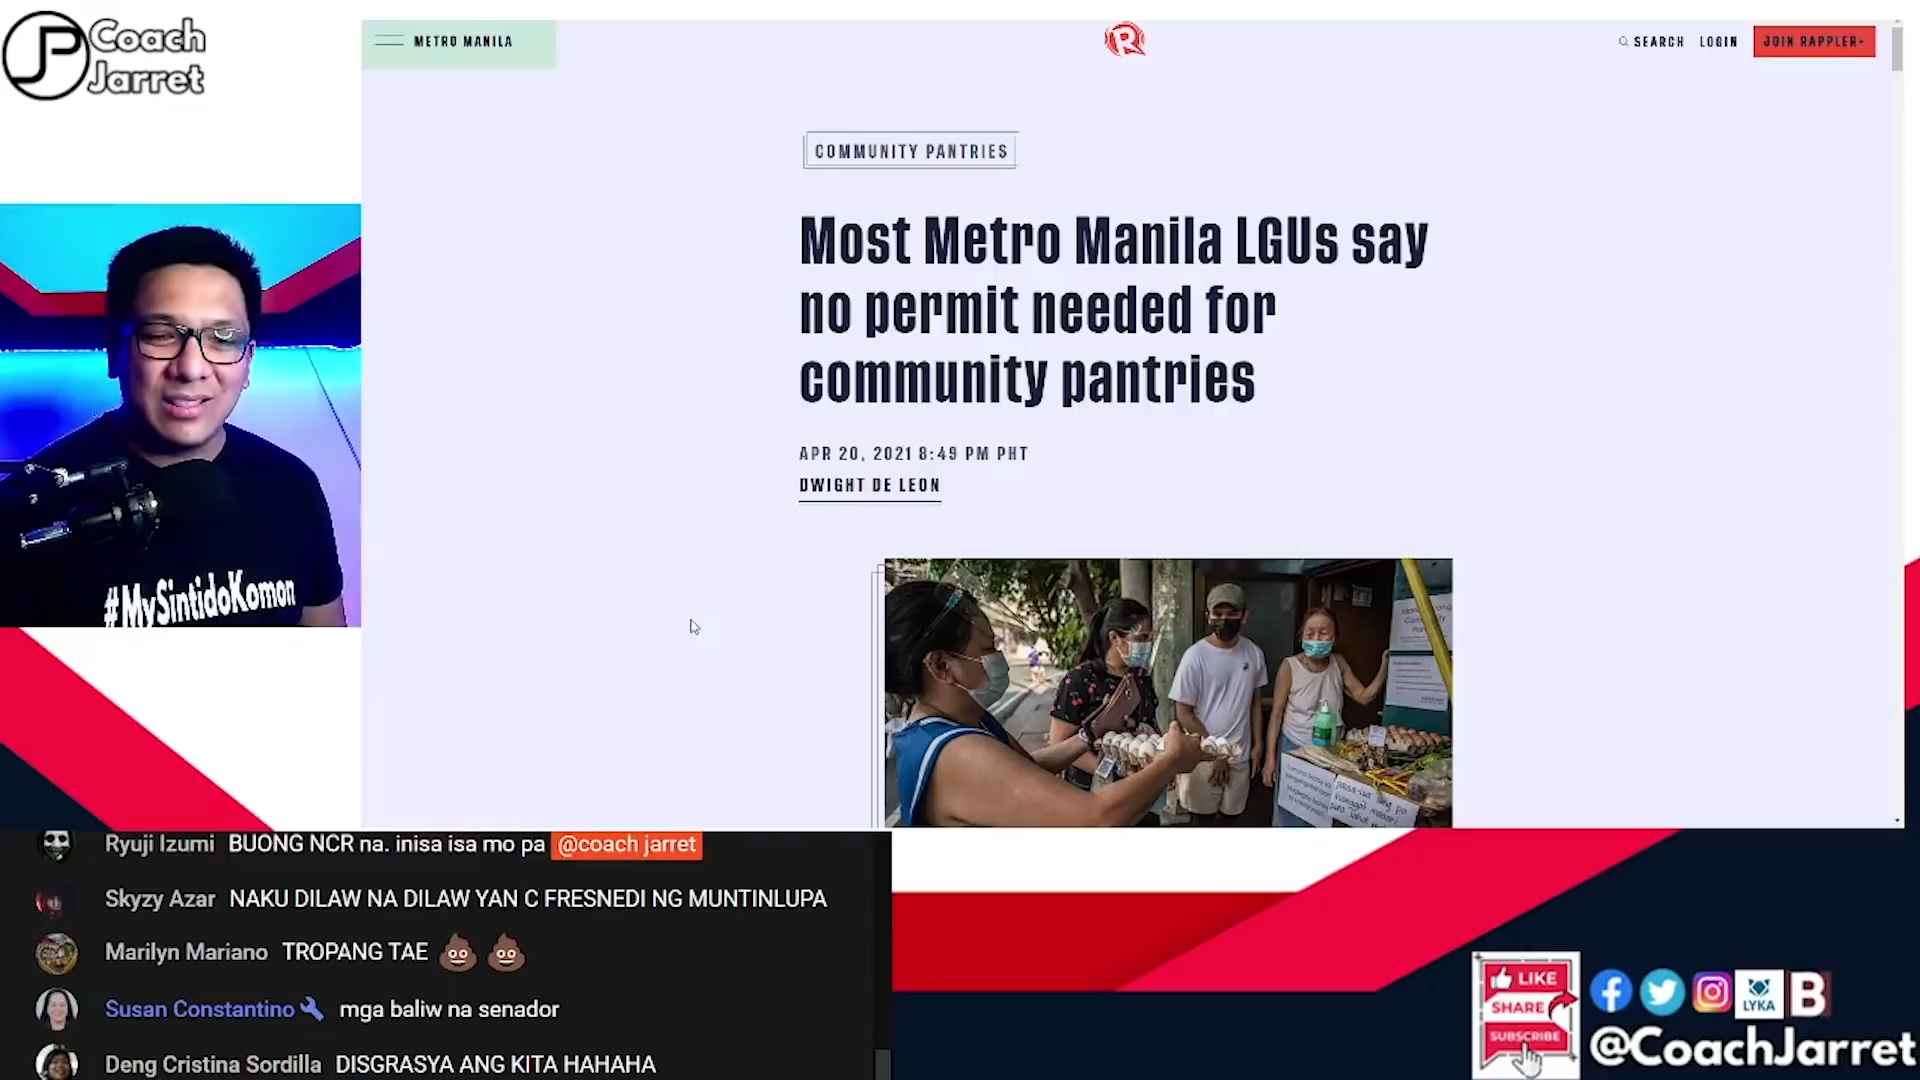 Coach
Jarret
METRO MANILA
R
SEARCH LOGIN JOIN RAPPLER+
COMMUNITY PANTRIES
Most Metro Manila LGUs say
no permit needed for
community pantries
APR 20, 2021 8:49 PM PHT
DWIGHT DE LEON
#MySintidoKomon
Ryuji Izumi BUONG NCR na. inisa isa mo pa @coach jarret
Skyzy Azar NAKU DILAW NA DILAW YAN C FRESNEDI NG MUNTINLUPA
Marilyn Mariano TROPANG TAE 💩 💩
Susan Constantino mga baliw na senador
Deng Cristina Sordilla DISGRASYA ANG KITA HAHAHA
LIKE
SHARE
SUBSCRIBE
LYKA
B
@CoachJarret